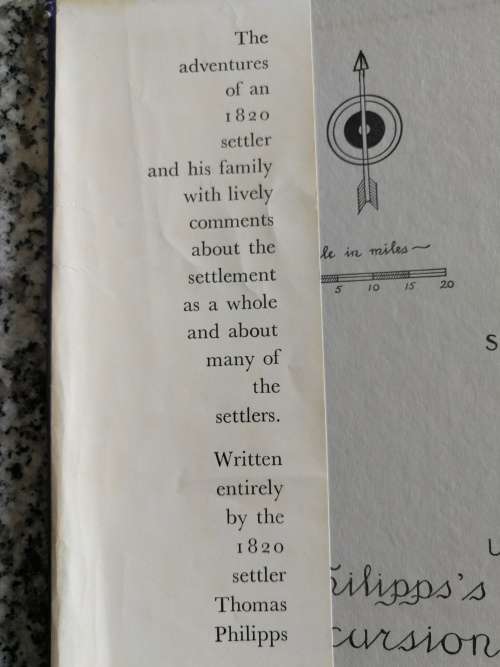 The
adventures
of an
1820
settler
and his family
with lively
comments
about the
settlement
as a whole
and about
many of
the
settlers.
Written
entirely
by the
1820
settler
Thomas
Philipps
le in miles
5 10 15 20
S
U
hilipps's
cursion